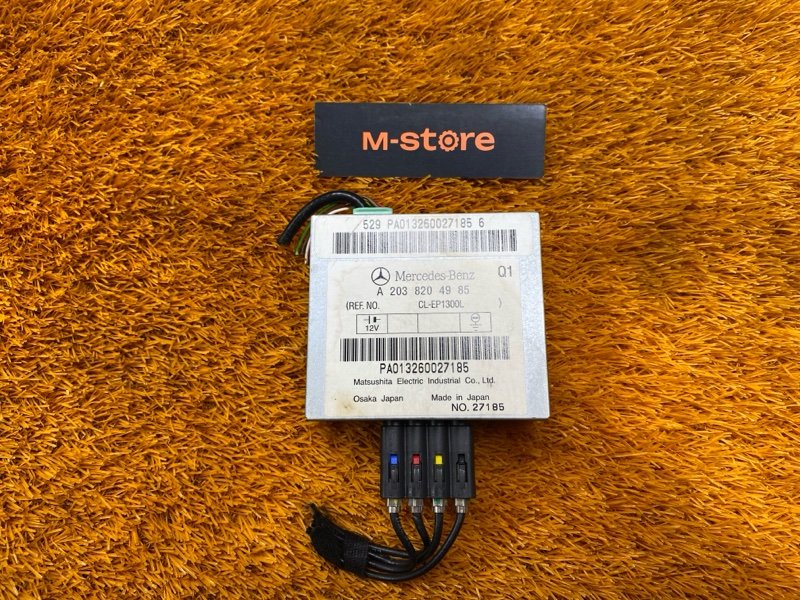 M-store
529 PA013260027185 6
Mercedes-Benz Q1
A 203 820 49 85
(REF.NO. CL-EP1300L )
12V
PA013260027185
Matsushita Electric Industrial Co., Ltd.
Osaka Japan Made in Japan
NO. 27185